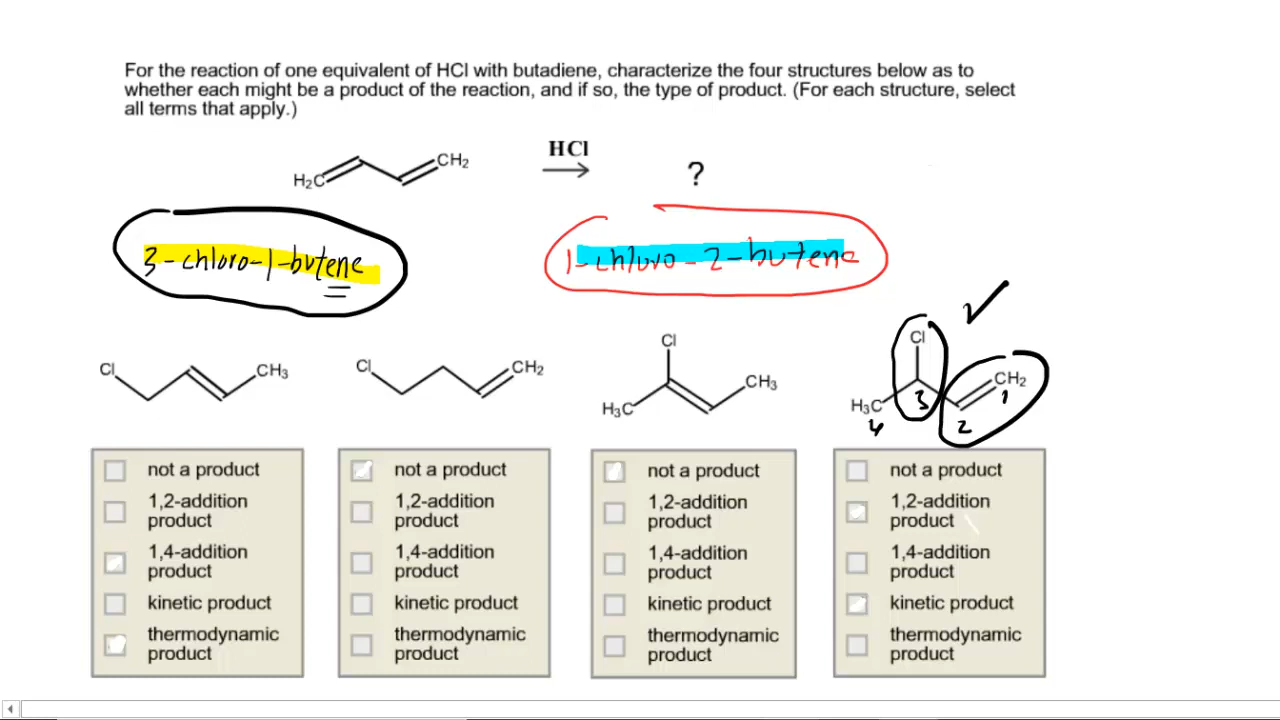 For the reaction of one equivalent of HCl with butadiene, characterize the four structures below as to
whether each might be a product of the reaction, and if so, the type of product. (For each structure, select
all terms that apply.)
H₂C CH₂
HCl
?
3-chloro-1-butene
1-chloro-2-butene
Cl CH₃
Cl CH₂
Cl
H₃C CH₃
Cl
H₃C CH₂
4 3 2 1
not a product
1,2-addition
product
1,4-addition
product
kinetic product
thermodynamic
product
not a product
1,2-addition
product
1,4-addition
product
kinetic product
thermodynamic
product
not a product
1,2-addition
product
1,4-addition
product
kinetic product
thermodynamic
product
not a product
1,2-addition
product
1,4-addition
product
kinetic product
thermodynamic
product